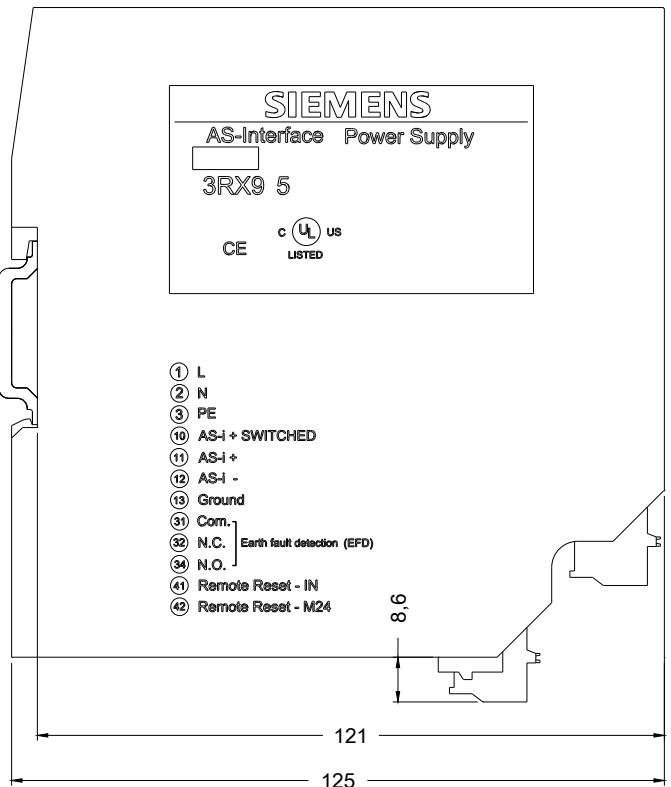 SIEMENS
AS-Interface Power Supply
3RX9 5
CE C UL US
LISTED
1 L
2 N
3 PE
10 AS-i + SWITCHED
11 AS-i +
12 AS-i -
13 Ground
31 Com.
32 N.C. Earth fault detection (EFD)
34 N.O.
41 Remote Reset - IN
42 Remote Reset - M24
8,6
121
125